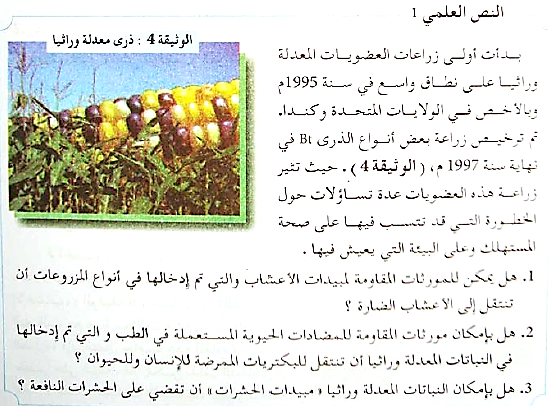 النص العلمي 1
الوثيقة 4 : ذرى معدلة وراثيا
بدأت أولى زراعات العضويات المعدلة
وراثيا على نطاق واسع في سنة 1995م
وبالأخص في الولايات المتحدة وكندا.
تم ترخيص زراعة بعض أنواع الذرى Bt في
نهاية سنة 1997 م، (الوثيقة 4). حيث تثير
زراعة هذه العضويات عدة تساؤلات حول
الخطورة التي قد تتسبب فيها على صحة
المستهلك وعلى البيئة التي يعيش فيها.
1. هل يمكن للمورثات المقاومة لمبيدات الأعشاب والتي تم إدخالها في أنواع المزروعات أن
تنتقل إلى الأعشاب الضارة ؟
2. هل بإمكان مورثات المقاومة للمضادات الحيوية المستعملة في الطب و التي تم إدخالها
في النباتات المعدلة وراثيا أن تنتقل للبكتريات الممرضة للإنسان وللحيوان ؟
3. هل بإمكان النباتات المعدلة وراثيا «مبيدات الحشرات» أن تقضي على الحشرات النافعة ؟